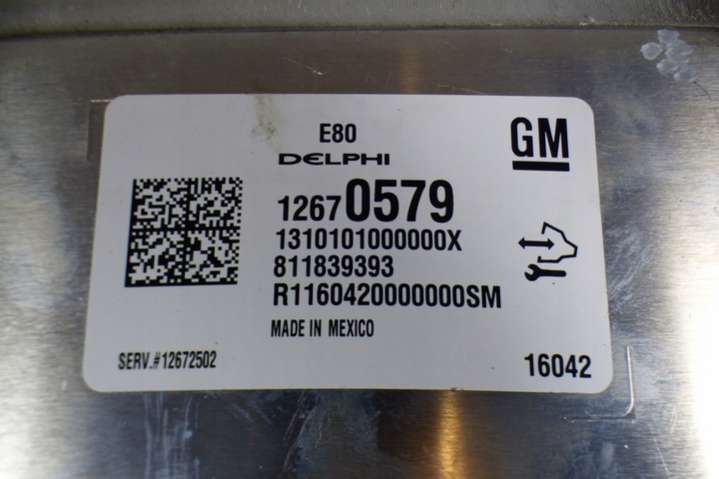 E80
DELPHI
GM
12670579
1310101000000X
811839393
R1160420000000SM
MADE IN MEXICO
SERV.#12672502
16042